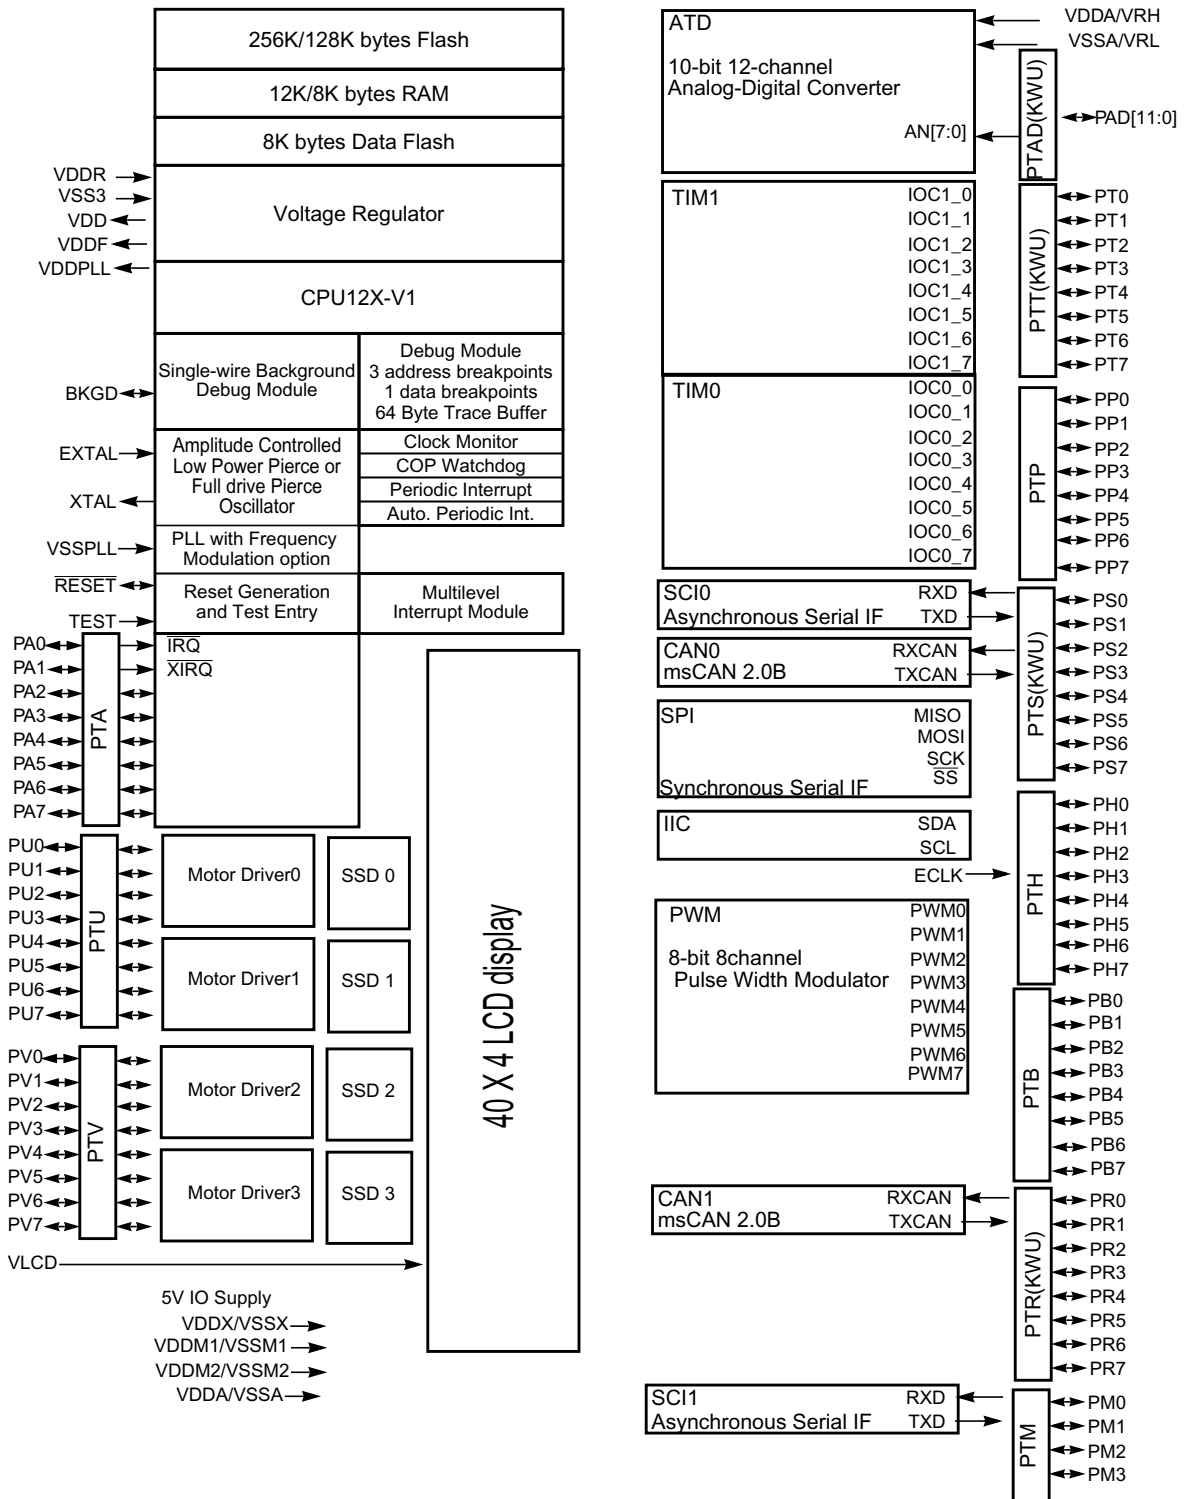 256K/128K bytes Flash
12K/8K bytes RAM
8K bytes Data Flash
VDDR
VSS3
VDD
VDDF
VDDPLL
Voltage Regulator
CPU12X-V1
BKGD
Single-wire Background
Debug Module
Debug Module
3 address breakpoints
1 data breakpoints
64 Byte Trace Buffer
EXTAL
XTAL
Amplitude Controlled
Low Power Pierce or
Full drive Pierce
Oscillator
Clock Monitor
COP Watchdog
Periodic Interrupt
Auto. Periodic Int.
VSSPLL
PLL with Frequency
Modulation option
RESET
TEST
Reset Generation
and Test Entry
Multilevel
Interrupt Module
PA0
PA1
PA2
PA3
PA4
PA5
PA6
PA7
PTA
IRQ
XIRQ
PU0
PU1
PU2
PU3
PU4
PU5
PU6
PU7
PTU
Motor Driver0
SSD 0
Motor Driver1
SSD 1
PV0
PV1
PV2
PV3
PV4
PV5
PV6
PV7
PTV
Motor Driver2
SSD 2
Motor Driver3
SSD 3
VLCD
40 X 4 LCD display
5V IO Supply
VDDX/VSSX
VDDM1/VSSM1
VDDM2/VSSM2
VDDA/VSSA
ATD
10-bit 12-channel
Analog-Digital Converter
AN[7:0]
VDDA/VRH
VSSA/VRL
PTAD(KWU)
PAD[11:0]
TIM1
IOC1_0
IOC1_1
IOC1_2
IOC1_3
IOC1_4
IOC1_5
IOC1_6
IOC1_7
PTT(KWU)
PT0
PT1
PT2
PT3
PT4
PT5
PT6
PT7
TIM0
IOC0_0
IOC0_1
IOC0_2
IOC0_3
IOC0_4
IOC0_5
IOC0_6
IOC0_7
PTP
PP0
PP1
PP2
PP3
PP4
PP5
PP6
PP7
SCI0
Asynchronous Serial IF
RXD
TXD
CAN0
msCAN 2.0B
RXCAN
TXCAN
SPI
Synchronous Serial IF
MISO
MOSI
SCK
SS
PTS(KWU)
PS0
PS1
PS2
PS3
PS4
PS5
PS6
PS7
IIC
SDA
SCL
ECLK
PTH
PH0
PH1
PH2
PH3
PH4
PH5
PH6
PH7
PWM
8-bit 8channel
Pulse Width Modulator
PWM0
PWM1
PWM2
PWM3
PWM4
PWM5
PWM6
PWM7
PTB
PB0
PB1
PB2
PB3
PB4
PB5
PB6
PB7
CAN1
msCAN 2.0B
RXCAN
TXCAN
PTR(KWU)
PR0
PR1
PR2
PR3
PR4
PR5
PR6
PR7
SCI1
Asynchronous Serial IF
RXD
TXD
PTM
PM0
PM1
PM2
PM3